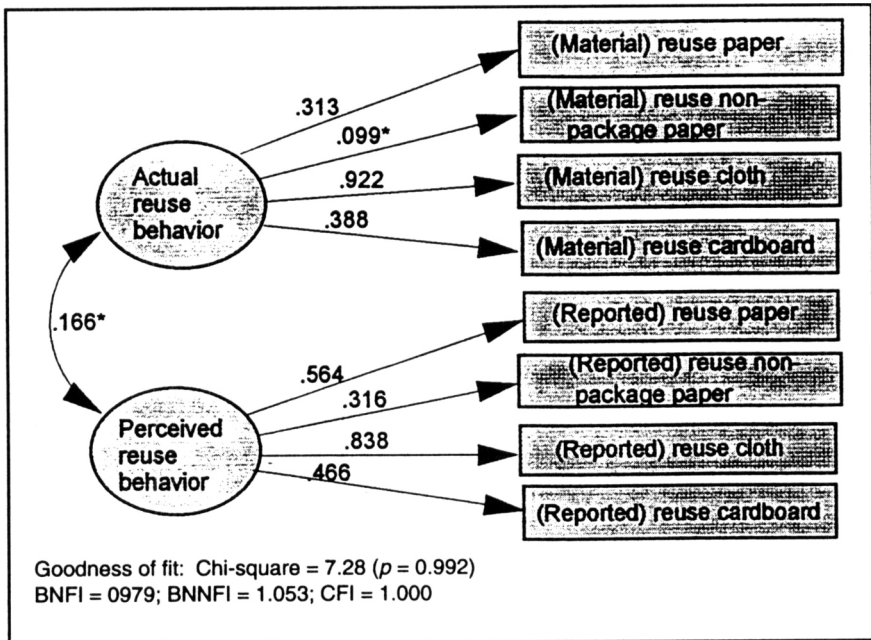 (Material) reuse paper
.313
(Material) reuse non-
package paper
.099*
Actual
reuse
behavior
.922
(Material) reuse cloth
.388
(Material) reuse cardboard
.166*
(Reported) reuse paper
.564
(Reported) reuse non-
package paper
.316
Perceived
reuse
behavior
.838
(Reported) reuse cloth
.466
(Reported) reuse cardboard
Goodness of fit: Chi-square = 7.28 (p = 0.992)
BNFI = 0979; BNNFI = 1.053; CFI = 1.000